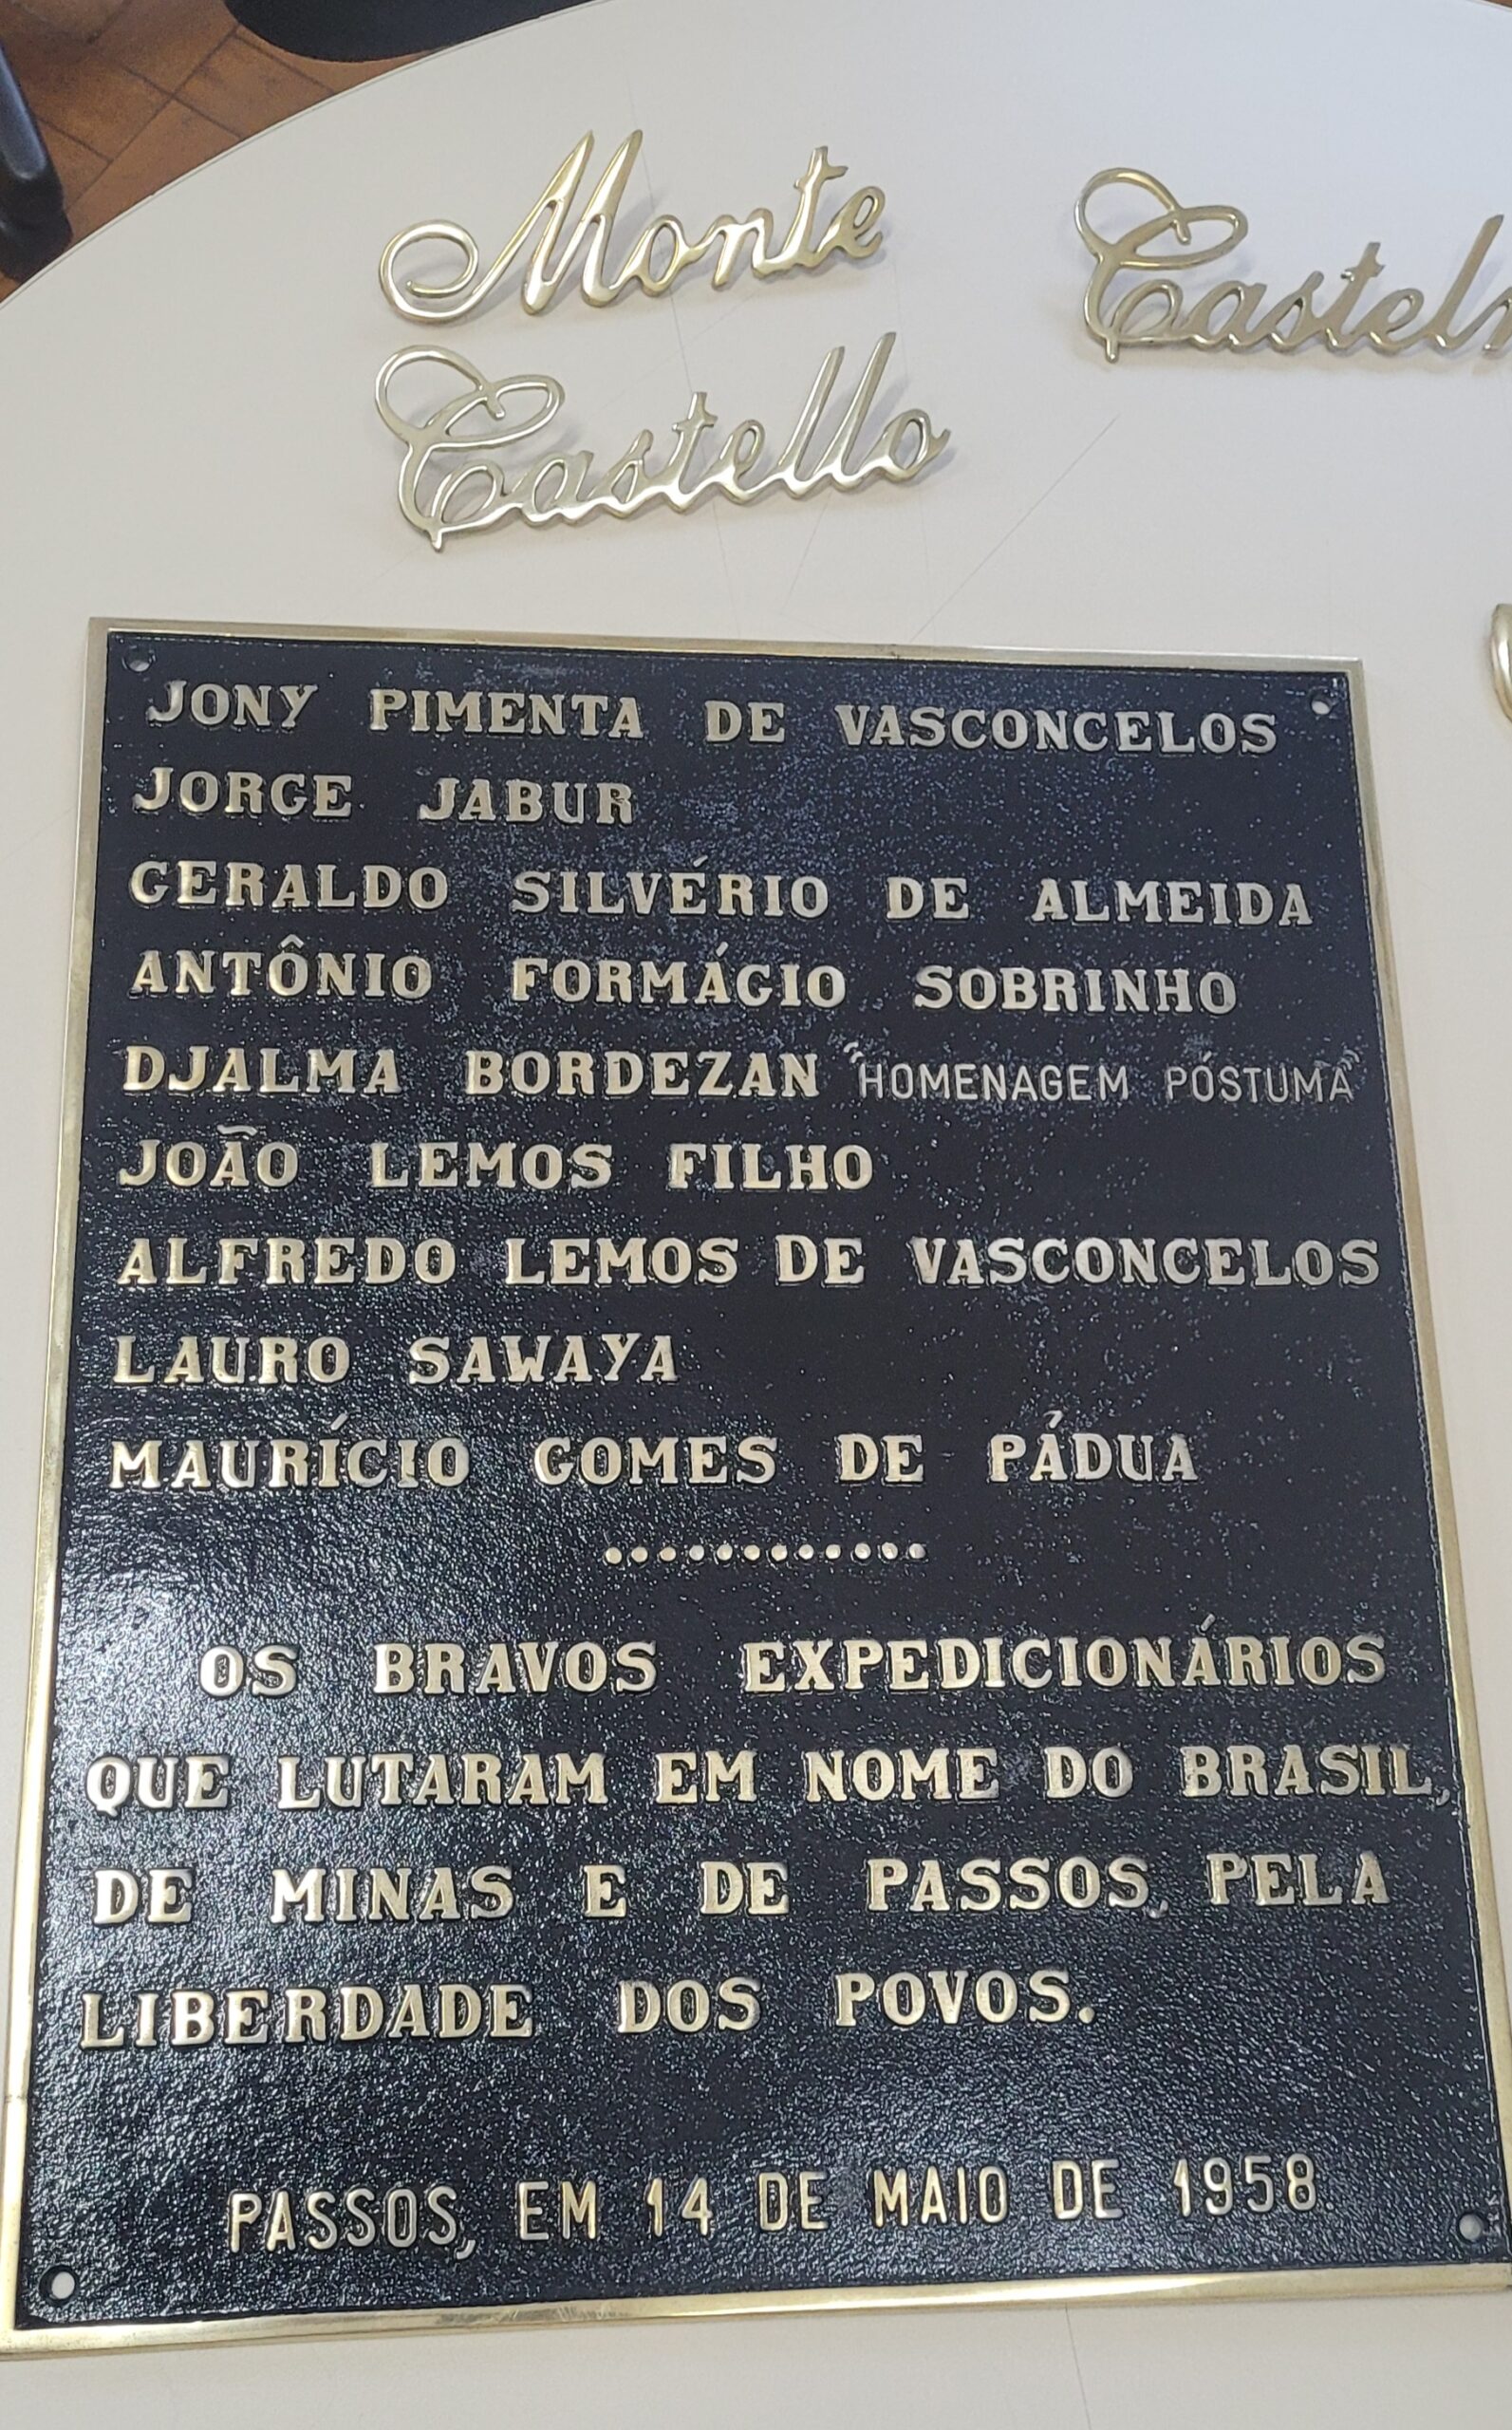 Monte
Castello
JONY PIMENTA DE VASCONCELOS
JORGE JABUR
GERALDO SILVÉRIO DE ALMEIDA
ANTÔNIO FORMÁGIO SOBRINHO
DJALMA BORDEZAN "HOMENAGEM PÓSTUMA"
JOÃO LEMOS FILHO
ALFREDO LEMOS DE VASCONCELOS
LAURO SAWAYA
MAURÍCIO GOMES DE PÁDUA
............
OS BRAVOS EXPEDICIONÁRIOS
QUE LUTARAM EM NOME DO BRASIL,
DE MINAS E DE PASSOS, PELA
LIBERDADE DOS POVOS.
PASSOS, EM 14 DE MAIO DE 1958